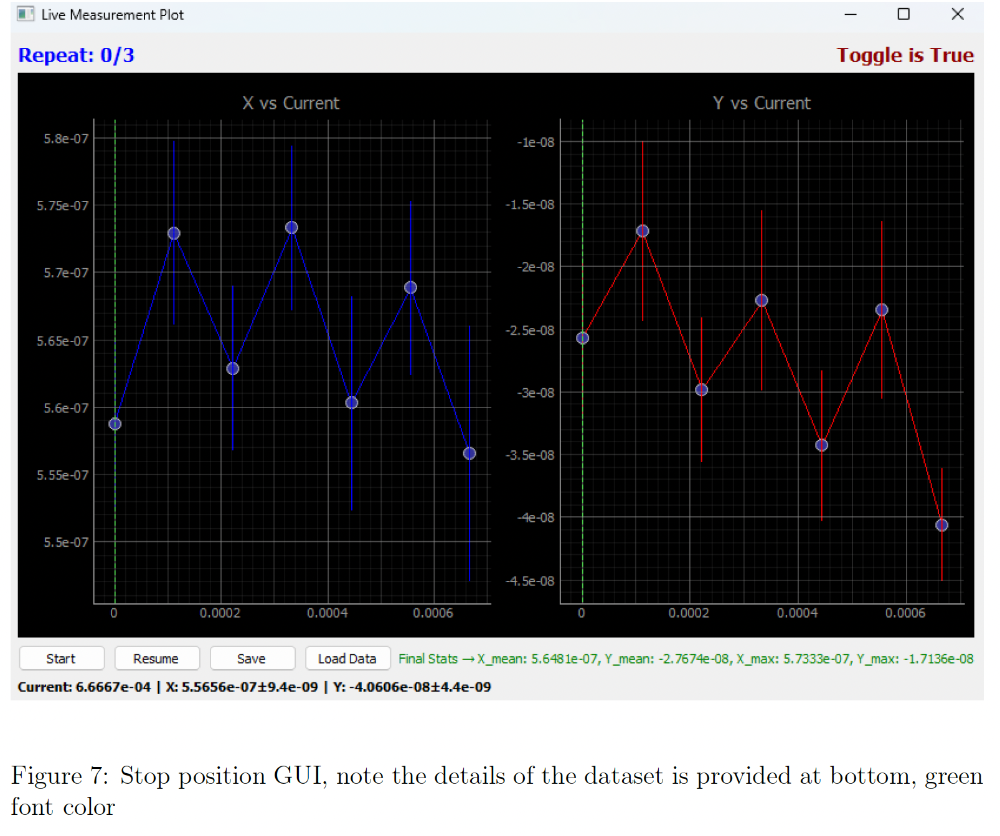 Live Measurement Plot
Repeat: 0/3
Toggle is True
X vs Current
5.8e-07
5.75e-07
5.7e-07
5.65e-07
5.6e-07
5.55e-07
5.5e-07
0 0.0002 0.0004 0.0006
Y vs Current
-1e-08
-1.5e-08
-2e-08
-2.5e-08
-3e-08
-3.5e-08
-4e-08
-4.5e-08
0 0.0002 0.0004 0.0006
Start Resume Save Load Data Final Stats → X_mean: 5.6481e-07, Y_mean: -2.7674e-08, X_max: 5.7333e-07, Y_max: -1.7136e-08
Current: 6.6667e-04 | X: 5.5656e-07±9.4e-09 | Y: -4.0606e-08±4.4e-09
Figure 7: Stop position GUI, note the details of the dataset is provided at bottom, green
font color